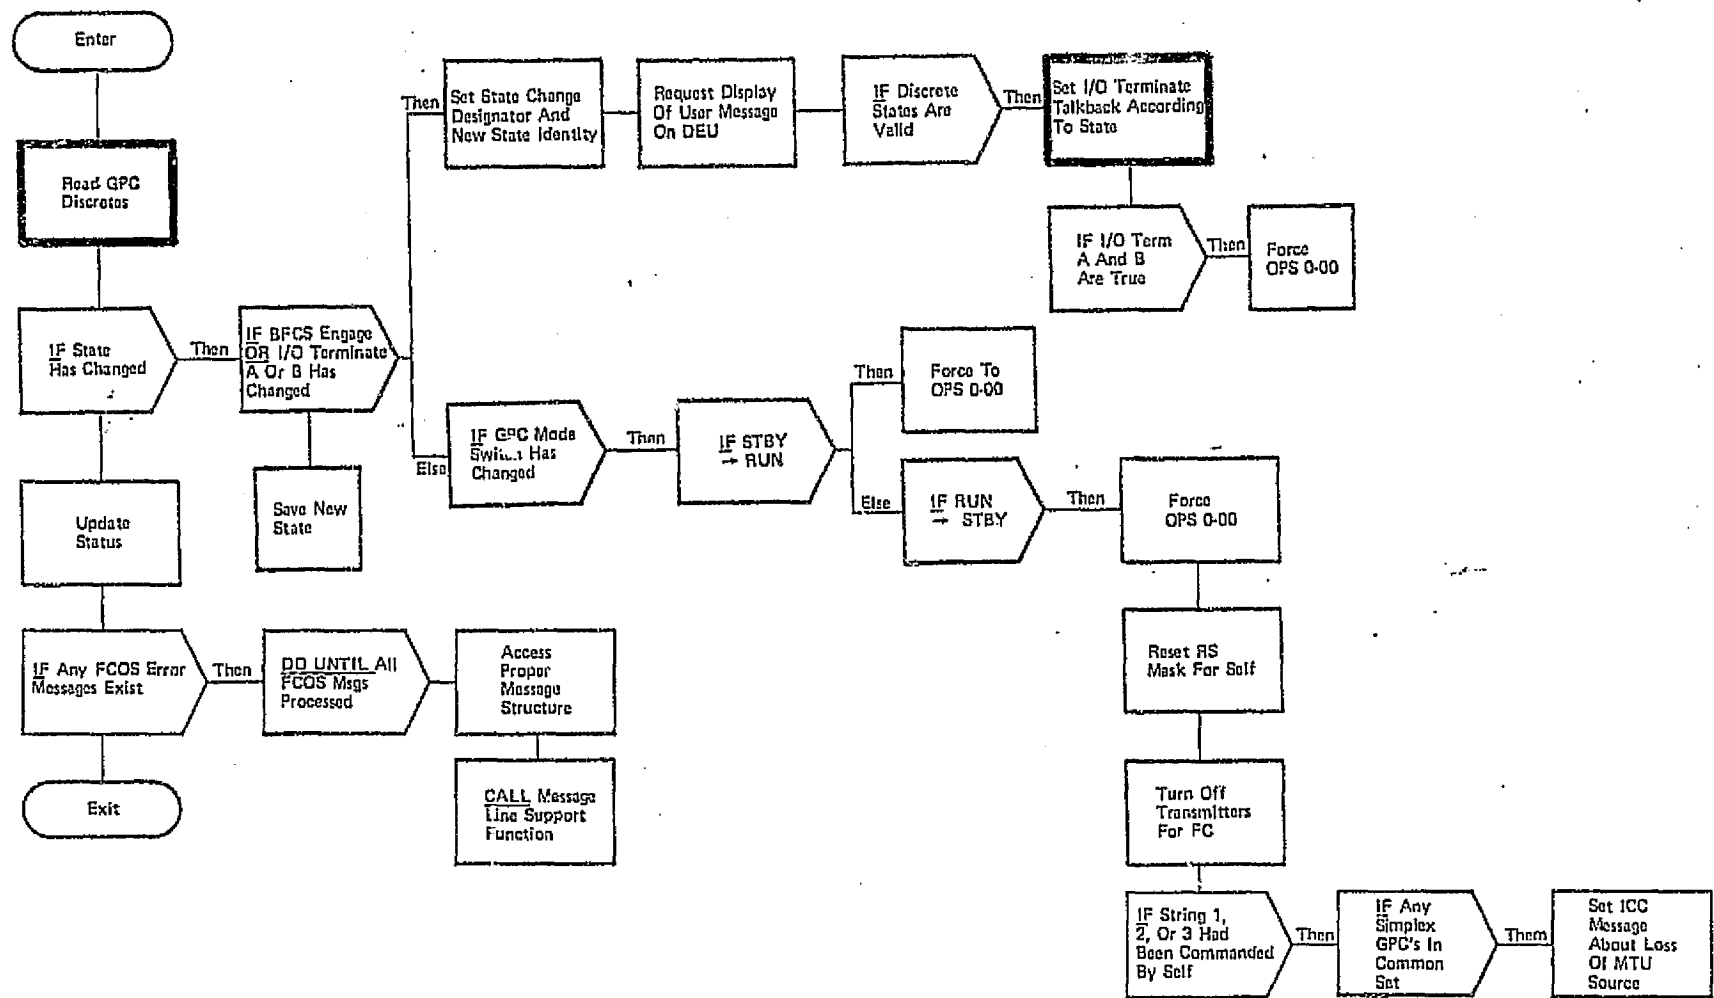 Enter
Read GPC
Discretes
IF State
Has Changed
Then
IF BFCS Engage
OR I/O Terminate
A Or B Has
Changed
Save New
State
Then
Set State Change
Designator And
New State Identity
Request Display
Of User Message
On DEU
IF Discrete
States Are
Valid
Then
Set I/O Terminate
Talkback According
To State
IF I/O Term
A And B
Are True
Then
Force
OPS 0-00
Else
IF GPC Mode
Switch Has
Changed
Then
IF STBY
→ RUN
Then
Force To
OPS 0-00
Else
IF RUN
→ STBY
Then
Force
OPS 0-00
Reset RS
Mask For Self
Turn Off
Transmitters
For FC
IF String 1,
2, Or 3 Had
Been Commanded
By Self
Then
IF Any
Simplex
GPC's In
Common
Set
Then
Set ICC
Message
About Loss
Of MTU
Source
Update
Status
IF Any FCOS Error
Messages Exist
Then
DO UNTIL All
FCOS Msgs
Processed
Access
Proper
Message
Structure
CALL Message
Line Support
Function
Exit